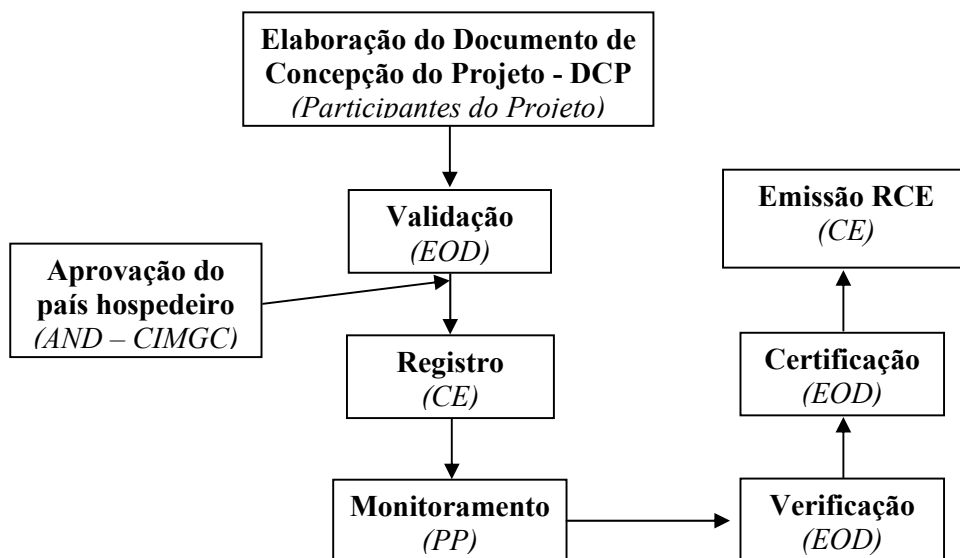 Elaboração do Documento de
Concepção do Projeto - DCP
(Participantes do Projeto)
Validação
(EOD)
Aprovação do
país hospedeiro
(AND – CIMGC)
Registro
(CE)
Monitoramento
(PP)
Verificação
(EOD)
Certificação
(EOD)
Emissão RCE
(CE)